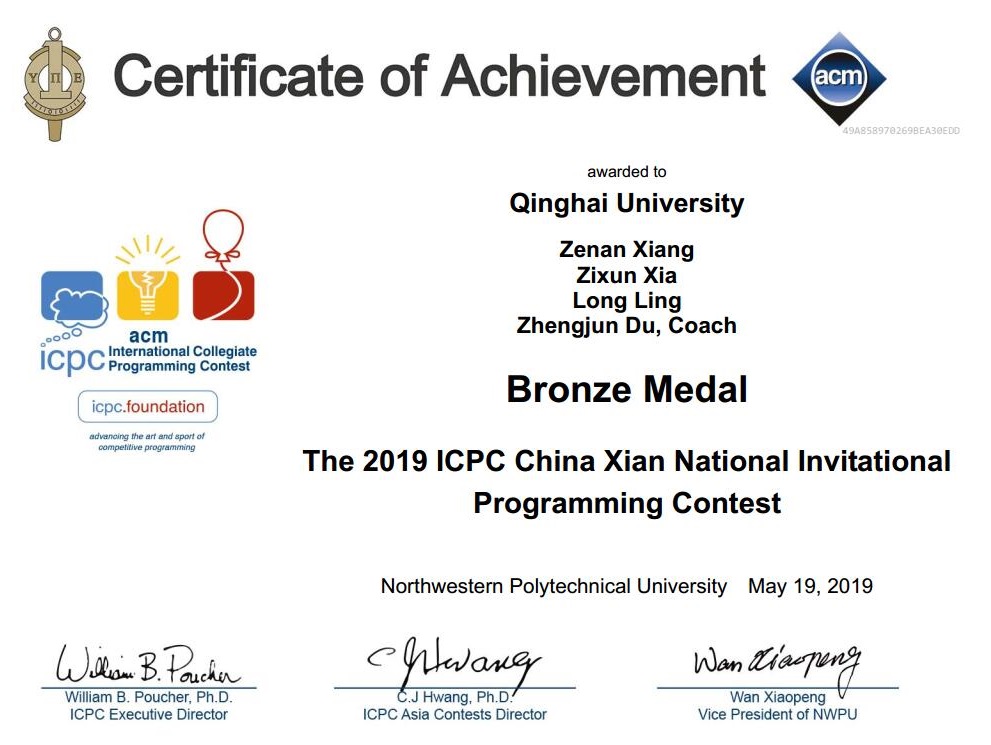 Certificate of Achievement
Y Π E
acm
49A858970269BEA30EDD
awarded to
Qinghai University
Zenan Xiang
Zixun Xia
Long Ling
Zhengjun Du, Coach
acm
icpc International Collegiate
Programming Contest
icpc.foundation
advancing the art and sport of
competitive programming
Bronze Medal
The 2019 ICPC China Xian National Invitational
Programming Contest
Northwestern Polytechnical University May 19, 2019
William B. Poucher
C J Hwang
Wan Xiaopeng
William B. Poucher, Ph.D.
ICPC Executive Director
C.J Hwang, Ph.D.
ICPC Asia Contests Director
Wan Xiaopeng
Vice President of NWPU